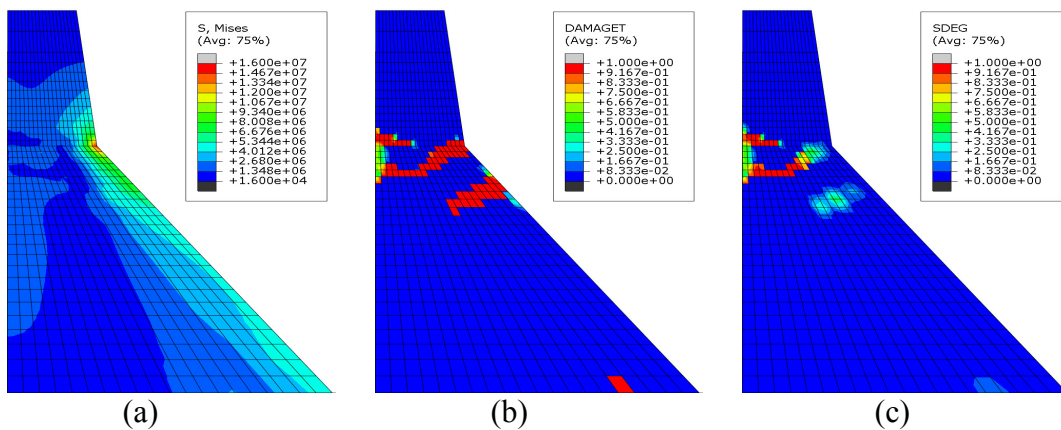 S, Mises
(Avg: 75%)
+1.600e+07
+1.467e+07
+1.334e+07
+1.200e+07
+1.067e+07
+9.340e+06
+8.008e+06
+6.676e+06
+5.344e+06
+4.012e+06
+2.680e+06
+1.348e+06
+1.600e+04
DAMAGET
(Avg: 75%)
+1.000e+00
+9.167e-01
+8.333e-01
+7.500e-01
+6.667e-01
+5.833e-01
+5.000e-01
+4.167e-01
+3.333e-01
+2.500e-01
+1.667e-01
+8.333e-02
+0.000e+00
SDEG
(Avg: 75%)
+1.000e+00
+9.167e-01
+8.333e-01
+7.500e-01
+6.667e-01
+5.833e-01
+5.000e-01
+4.167e-01
+3.333e-01
+2.500e-01
+1.667e-01
+8.333e-02
+0.000e+00
(a)
(b)
(c)